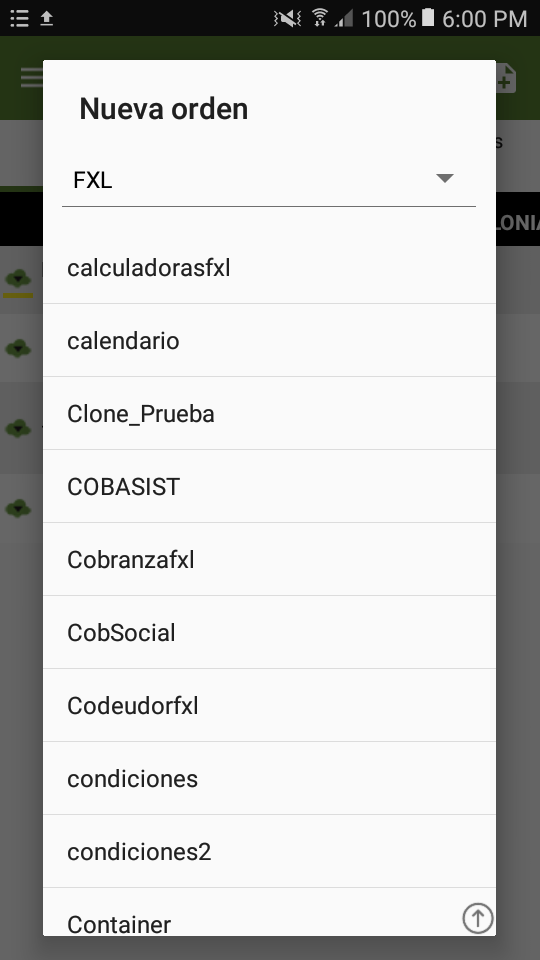 100% 6:00 PM
Nueva orden
s
FXL
LONIA
calculadorasfxl
calendario
Clone_Prueba
COBASIST
Cobranzafxl
CobSocial
Codeudorfxl
condiciones
condiciones2
Container